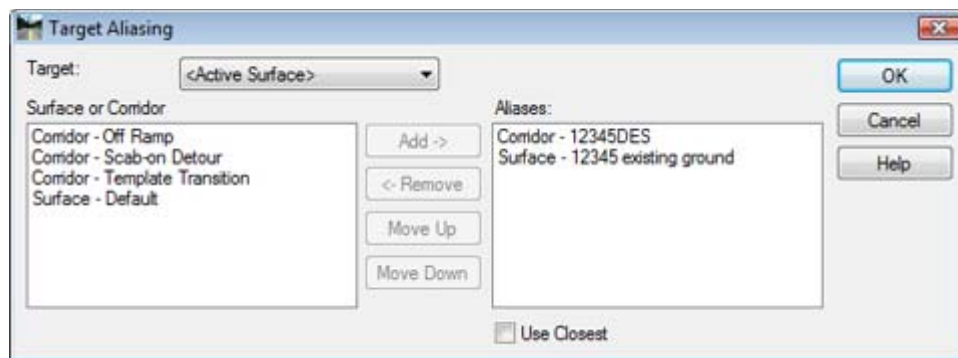 Target Aliasing
Target:
<Active Surface>
OK
Surface or Corridor
Aliases:
Cancel
Corridor - Off Ramp
Corridor - Scab-on Detour
Corridor - Template Transition
Surface - Default
Add ->
<- Remove
Move Up
Move Down
Corridor - 12345DES
Surface - 12345 existing ground
Help
Use Closest